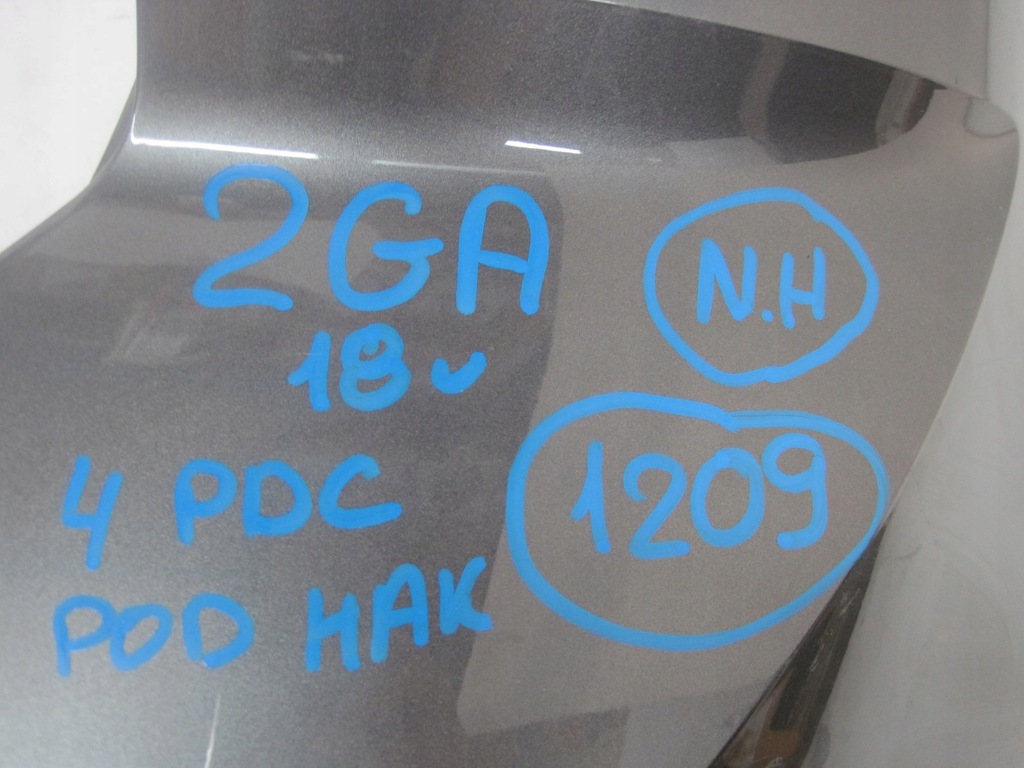 2GA
N.H
18
1209
4 PDC
POD HAK